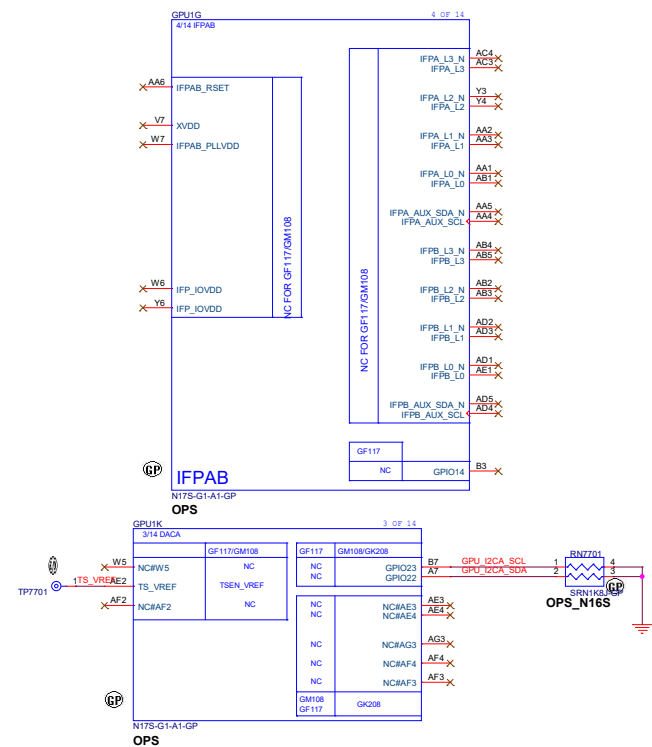 GPU1G
4 OF 14
4/14 IFPAB
IFPA_L3_N AC4
IFPA_L3 AC3
AA6 IFPAB_RSET
IFPA_L2_N Y3
IFPA_L2 Y4
V7 XVDD
IFPA_L1_N AA2
IFPA_L1 AA3
W7 IFPAB_PLLVDD
IFPA_L0_N AA1
IFPA_L0 AB1
IFPA_AUX_SDA_N AA5
IFPA_AUX_SCL AA4
NC FOR GF117/GM108
NC FOR GF117/GM108
IFPB_L3_N AB4
IFPB_L3 AB5
W6 IFP_IOVDD
IFPB_L2_N AB2
IFPB_L2 AB3
Y6 IFP_IOVDD
IFPB_L1_N AD2
IFPB_L1 AD3
IFPB_L0_N AD1
IFPB_L0 AE1
IFPB_AUX_SDA_N AD5
IFPB_AUX_SCL AD4
GF117
NC GPIO14 B3
GP
IFPAB
N17S-G1-A1-GP
OPS
GPU1K
3 OF 14
3/14 DACA
GF117/GM108 GF117 GM108/GK208
W5 NC#W5 NC NC GPIO23 B7 GPU_I2CA_SCL 1 RN7701 4
TP7701 1 TS_VREF AE2 TS_VREF TSEN_VREF NC GPIO22 A7 GPU_I2CA_SDA 2 3
GP
SRN1K8J-GP
OPS_N16S
AF2 NC#AF2 NC NC NC#AE3 AE3
NC NC#AE4 AE4
NC NC#AG3 AG3
NC NC#AF4 AF4
NC NC#AF3 AF3
GP
GM108
GF117
GK208
N17S-G1-A1-GP
OPS